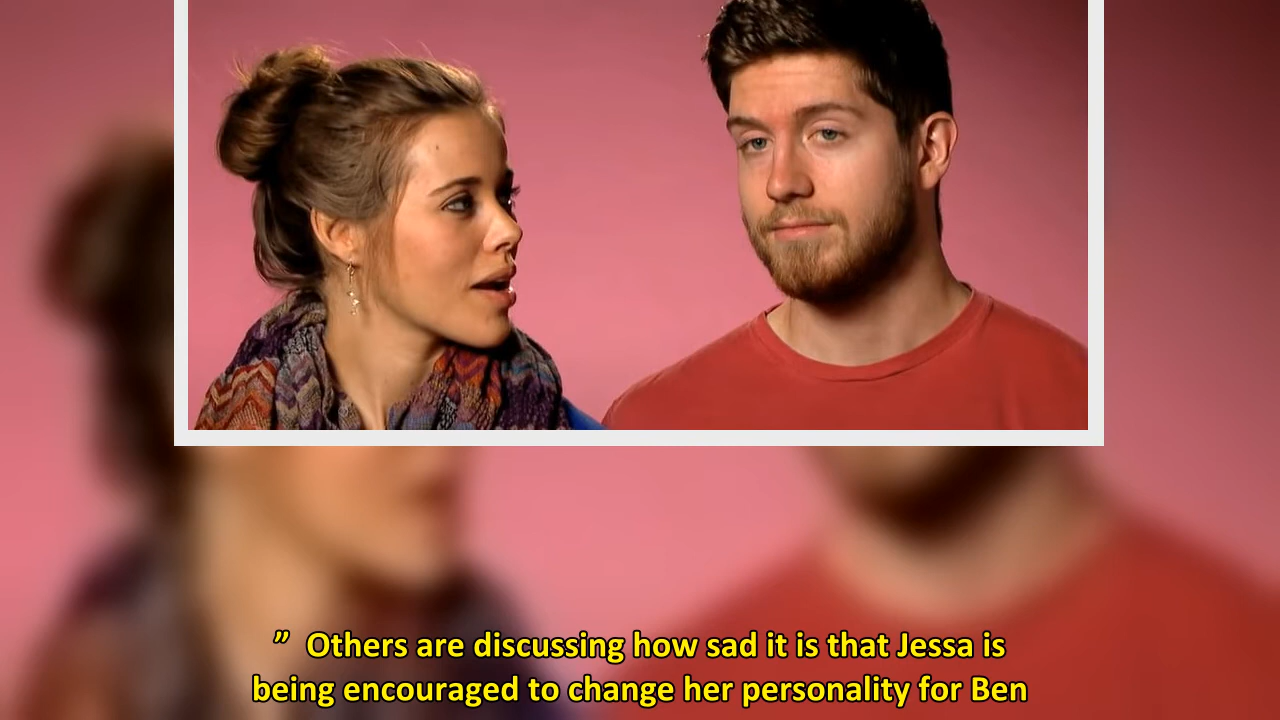 ”  Others are discussing how sad it is that Jessa is
being encouraged to change her personality for Ben